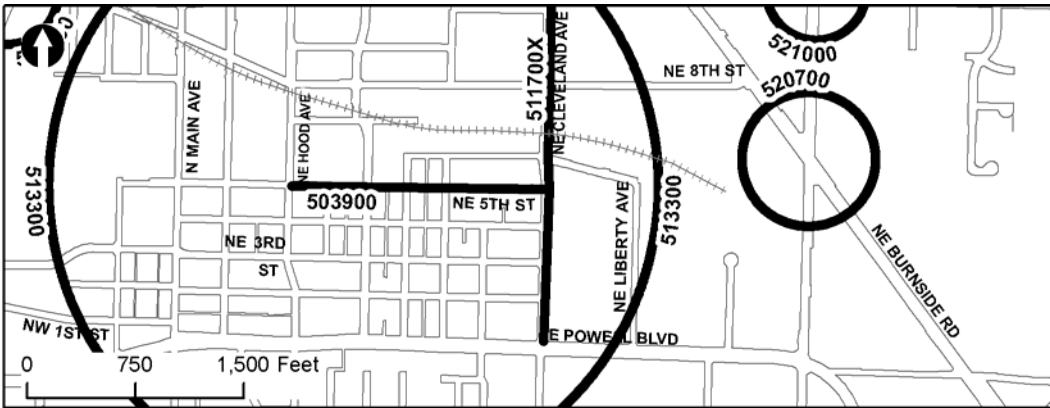 521000
520700
NE 8TH ST
511700X
NE CLEVELAND AVE
N MAIN AVE
NE HOOD AVE
513300
503900
NE 5TH ST
513300
NE 3RD
ST
NE LIBERTY AVE
NE BURNSIDE RD
NW 1ST ST
E POWELL BLVD
0 750 1,500 Feet